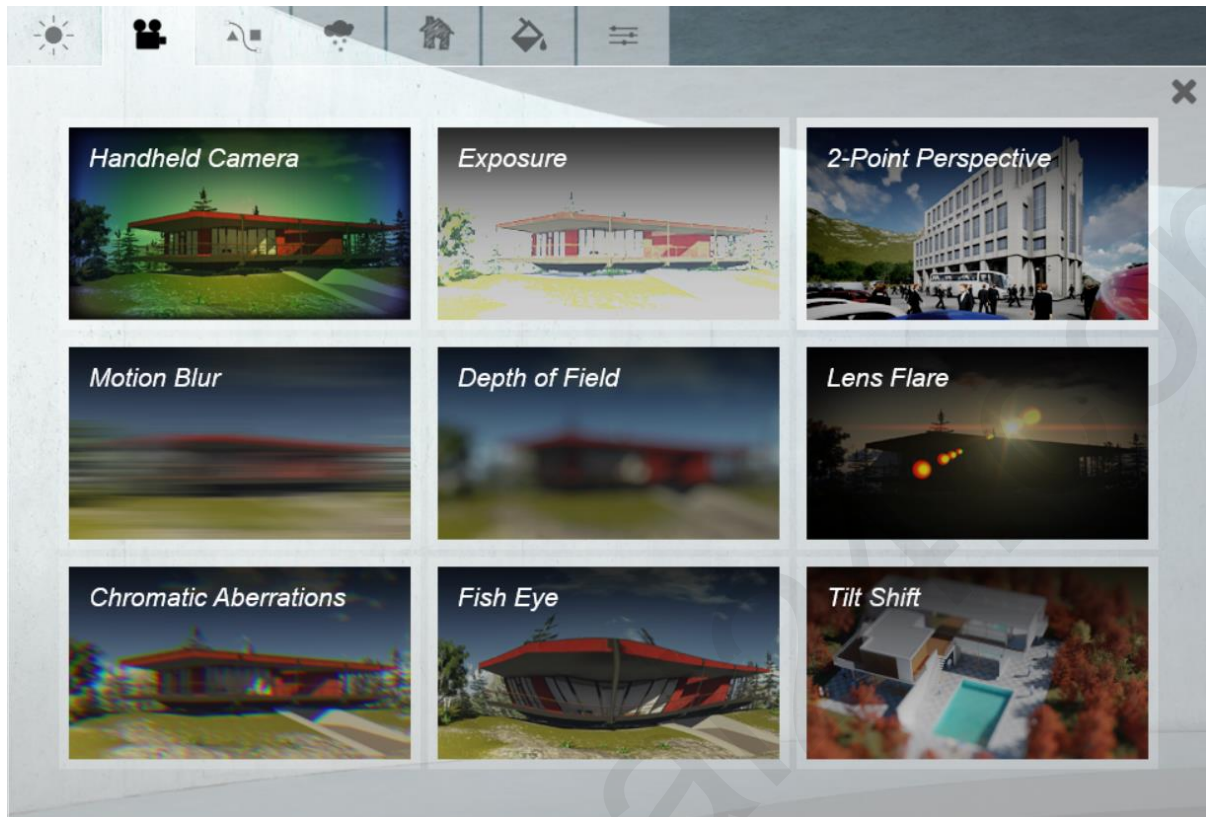 Handheld Camera
Exposure
2-Point Perspective
Motion Blur
Depth of Field
Lens Flare
Chromatic Aberrations
Fish Eye
Tilt Shift